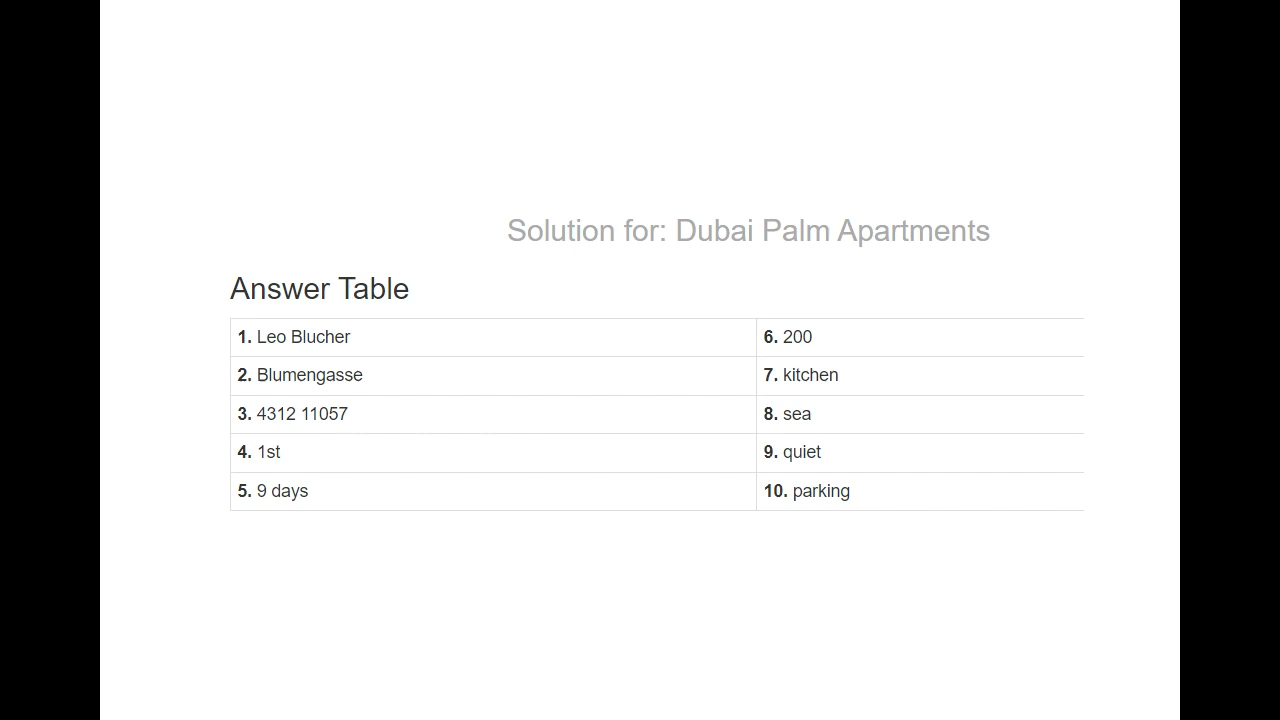 Solution for: Dubai Palm Apartments
Answer Table
1. Leo Blucher
6. 200
2. Blumengasse
7. kitchen
3. 4312 11057
8. sea
4. 1st
9. quiet
5. 9 days
10. parking